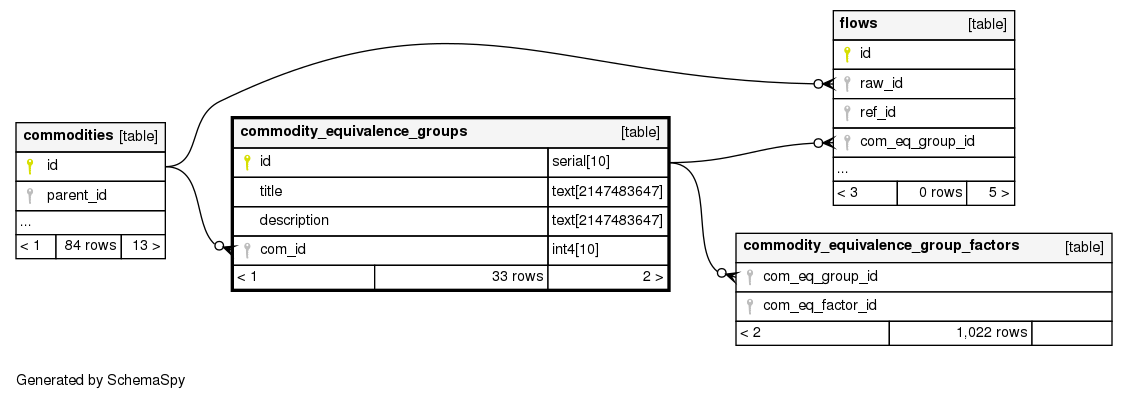 flows [table]
id
raw_id
ref_id
com_eq_group_id
...
< 3 0 rows 5 >
commodities [table]
id
parent_id
...
< 1 84 rows 13 >
commodity_equivalence_groups [table]
id serial[10]
title text[2147483647]
description text[2147483647]
com_id int4[10]
< 1 33 rows 2 >
commodity_equivalence_group_factors [table]
com_eq_group_id
com_eq_factor_id
< 2 1,022 rows
Generated by SchemaSpy